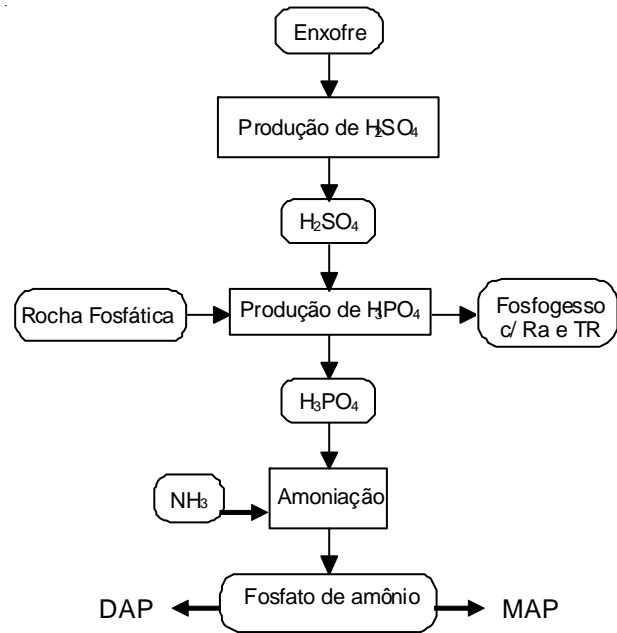 Enxofre
Produção de H₂SO₄
H₂SO₄
Rocha Fosfática
Produção de H₃PO₄
Fosfogesso
c/ Ra e TR
H₃PO₄
NH₃
Amoniação
Fosfato de amônio
DAP
MAP